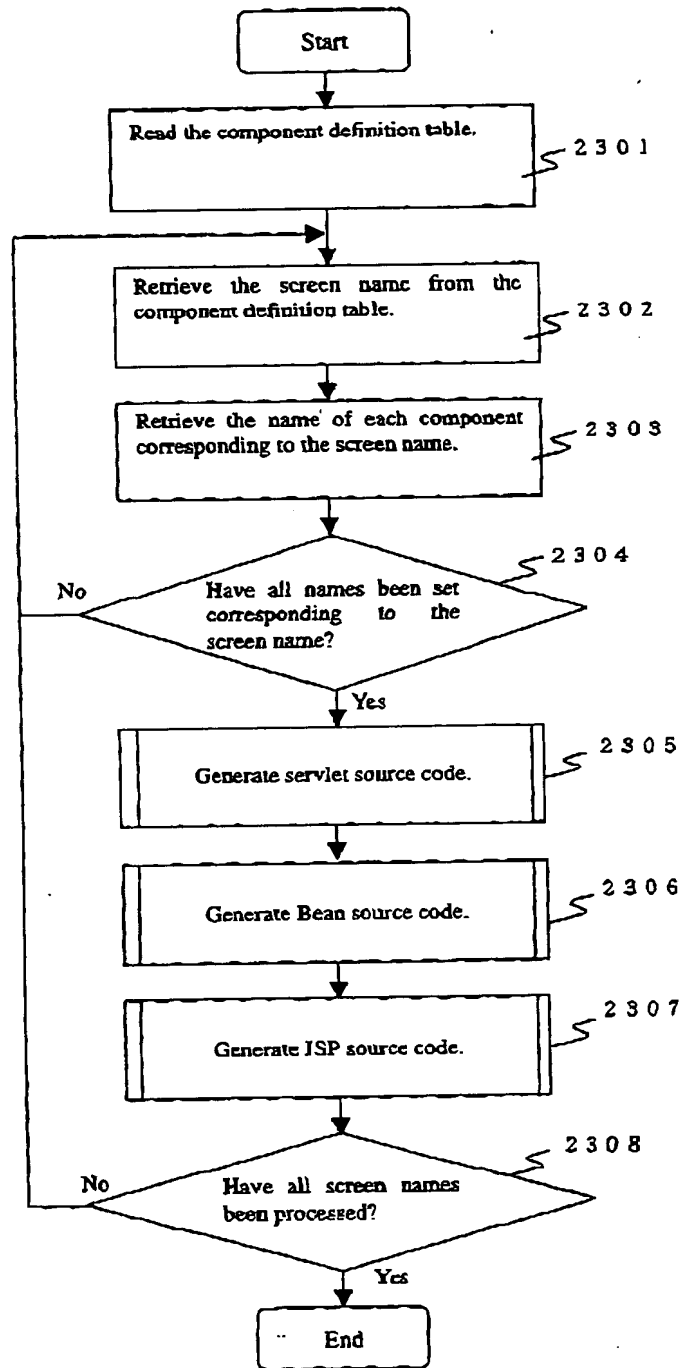 Start
Read the component definition table.
2301
Retrieve the screen name from the
component definition table.
2302
Retrieve the name of each component
corresponding to the screen name.
2303
2304
No
Have all names been set
corresponding to the
screen name?
Yes
Generate servlet source code.
2305
Generate Bean source code.
2306
Generate JSP source code.
2307
2308
No
Have all screen names
been processed?
Yes
End